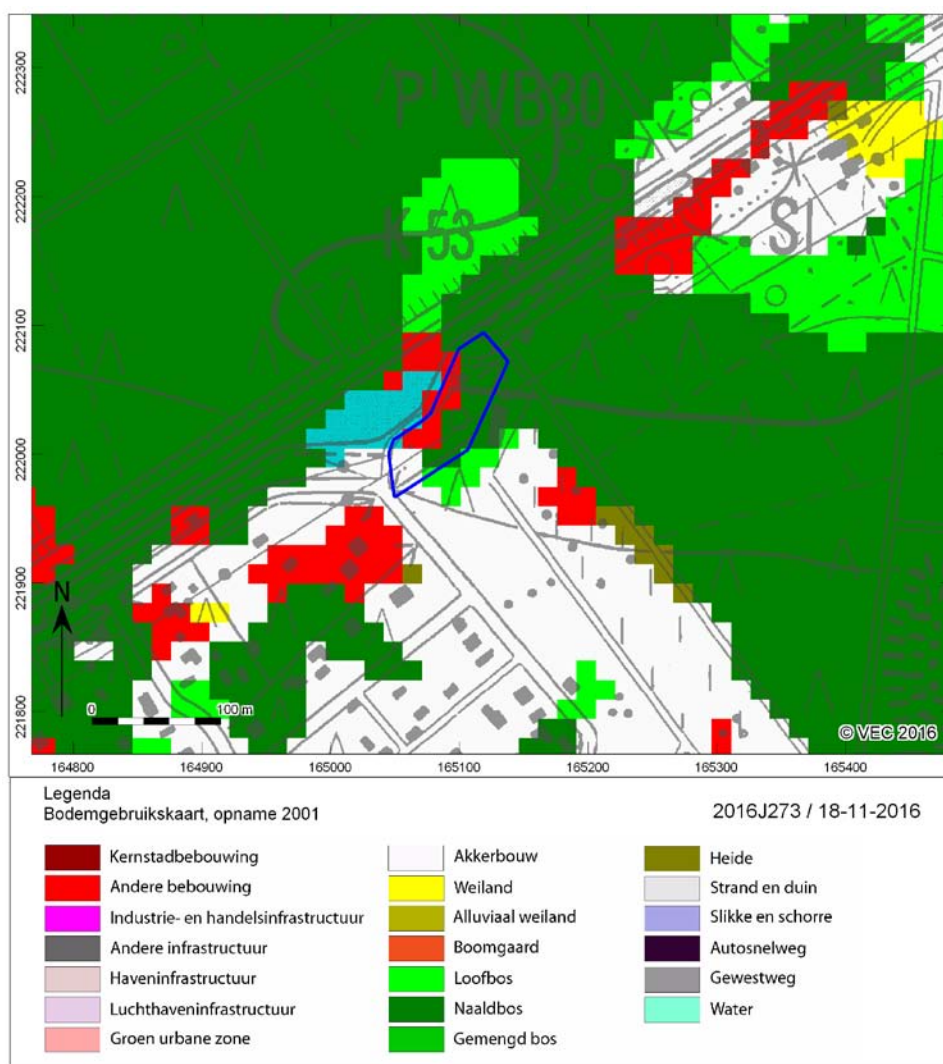 222300
222200
222100
222000
221900
221800
P' WB30
K 53
SI
N
0 100 m
© VEC 2016
164800 164900 165000 165100 165200 165300 165400
Legenda
Bodemgebruikskaart, opname 2001
2016J273 / 18-11-2016
Kernstadbebouwing
Andere bebouwing
Industrie- en handelsinfrastructuur
Andere infrastructuur
Haveninfrastructuur
Luchthaveninfrastructuur
Groen urbane zone
Akkerbouw
Weiland
Alluviaal weiland
Boomgaard
Loofbos
Naaldbos
Gemengd bos
Heide
Strand en duin
Slikke en schorre
Autosnelweg
Gewestweg
Water